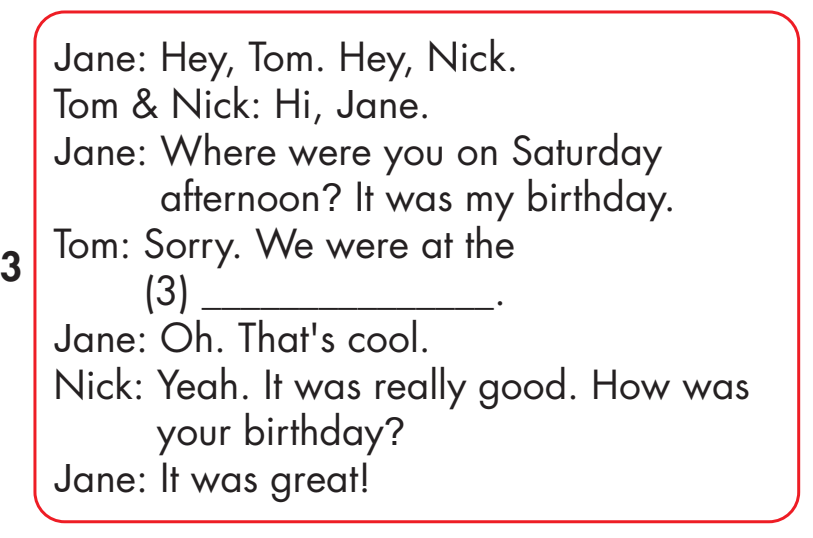 Jane: Hey, Tom. Hey, Nick.
Tom & Nick: Hi, Jane.
Jane: Where were you on Saturday
afternoon? It was my birthday.
3
Tom: Sorry. We were at the
(3) _______________.
Jane: Oh. That's cool.
Nick: Yeah. It was really good. How was
your birthday?
Jane: It was great!